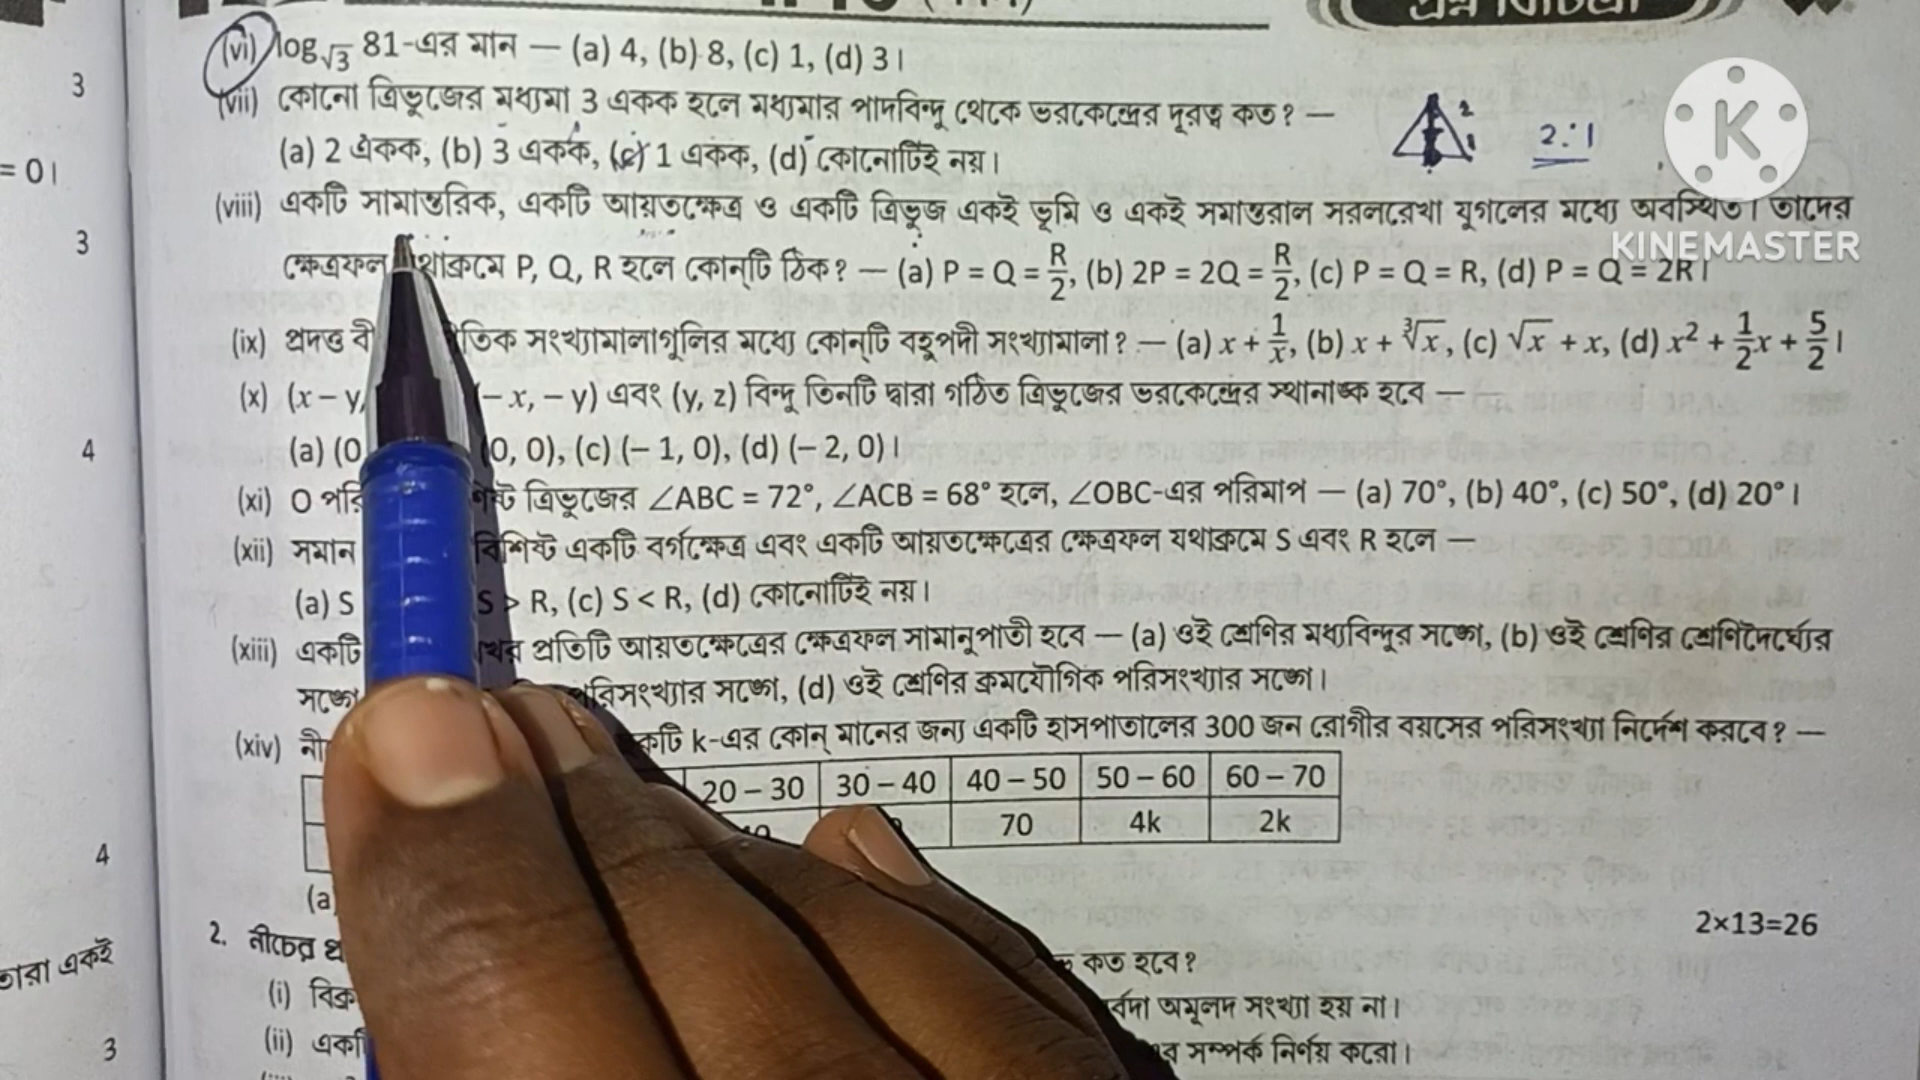 (vi) log√3 81-এর মান — (a) 4, (b) 8, (c) 1, (d) 3।
3
(vii) কোনো ত্রিভুজের মধ্যমা 3 একক হলে মধ্যমার পাদবিন্দু থেকে ভরকেন্দ্রের দূরত্ব কত? —
2
1
2:1
(a) 2 একক, (b) 3 একক, (c) 1 একক, (d) কোনোটিই নয়।
= 0।
K
KINEMASTER
(viii) একটি সামান্তরিক, একটি আয়তক্ষেত্র ও একটি ত্রিভুজ একই ভূমি ও একই সমান্তরাল সরলরেখা যুগলের মধ্যে অবস্থিত। তাদের
3
ক্ষেত্রফল যথাক্রমে P, Q, R হলে কোন্‌টি ঠিক? — (a) P = Q = R/2, (b) 2P = 2Q = R/2, (c) P = Q = R, (d) P = Q = 2R।
(ix) প্রদত্ত সংখ্যামালাগুলির মধ্যে কোন্‌টি বহুপদী সংখ্যামালা? — (a) x + 1/x, (b) x + ∛x, (c) √x + x, (d) x² + 1/2x + 5/2।
(x) (x – y, – x, – y) এবং (y, z) বিন্দু তিনটি দ্বারা গঠিত ত্রিভুজের ভরকেন্দ্রের স্থানাঙ্ক হবে —
4
(a) (0 0, 0), (c) (– 1, 0), (d) (– 2, 0)।
(xi) O ত্রিভুজের ∠ABC = 72°, ∠ACB = 68° হলে, ∠OBC-এর পরিমাপ — (a) 70°, (b) 40°, (c) 50°, (d) 20°।
(xii) সমান বিশিষ্ট একটি বর্গক্ষেত্র এবং একটি আয়তক্ষেত্রের ক্ষেত্রফল যথাক্রমে S এবং R হলে —
(a) S S > R, (c) S < R, (d) কোনোটিই নয়।
(xiii) একটি প্রতিটি আয়তক্ষেত্রের ক্ষেত্রফল সামানুপাতী হবে — (a) ওই শ্রেণির মধ্যবিন্দুর সঙ্গে, (b) ওই শ্রেণির শ্রেণিদৈর্ঘ্যের
সঙ্গে পরিসংখ্যার সঙ্গে, (d) ওই শ্রেণির ক্রমযৌগিক পরিসংখ্যার সঙ্গে।
(xiv) k-এর কোন্ মানের জন্য একটি হাসপাতালের 300 জন রোগীর বয়সের পরিসংখ্যা নির্দেশ করবে? —
20 – 30 30 – 40 40 – 50 50 – 60 60 – 70
70 4k 2k
4
(a)
2×13=26
2. নীচের কত হবে?
তারা একই
(i) অমূলদ সংখ্যা হয় না।
(ii) সম্পর্ক নির্ণয় করো।
3